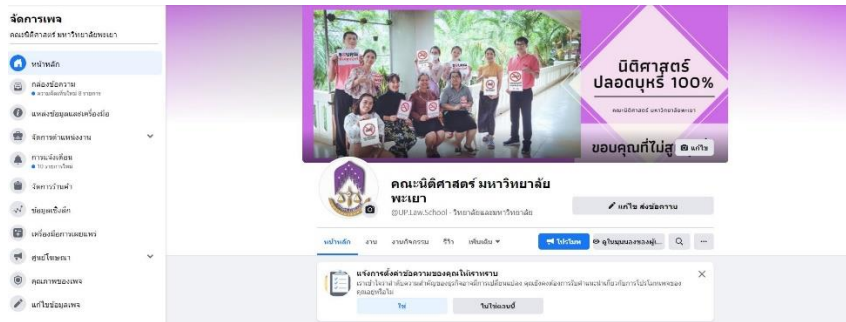 จัดการเพจ
คณะนิติศาสตร์ มหาวิทยาลัยพะเยา
หน้าหลัก
กล่องข้อความ
แหล่งข้อมูลและเครื่องมือ
จัดการตำแหน่งงาน
การแจ้งเตือน
10 รายการใหม่
จัดการร้านค้า
ข้อมูลเชิงลึก
เครื่องมือการเผยแพร่
ศูนย์โฆษณา
คุณภาพของเพจ
แก้ไขข้อมูลเพจ
นิติศาสตร์
ปลอดบุหรี่ 100%
คณะนิติศาสตร์ มหาวิทยาลัยพะเยา
ขอบคุณที่ไม่สู
แก้ไข
คณะนิติศาสตร์ มหาวิทยาลัย
พะเยา
@UP.Law.School · วิทยาลัยและมหาวิทยาลัย
แก้ไข ส่งข้อความ
หน้าหลัก งาน งานกิจกรรม รีวิว เพิ่มเติม
โปรโมท ดูในมุมมองของผู้...
แจ้งการตั้งค่าข้อความของคุณให้เราทราบ
ใช่ ไม่ใช่ตอนนี้